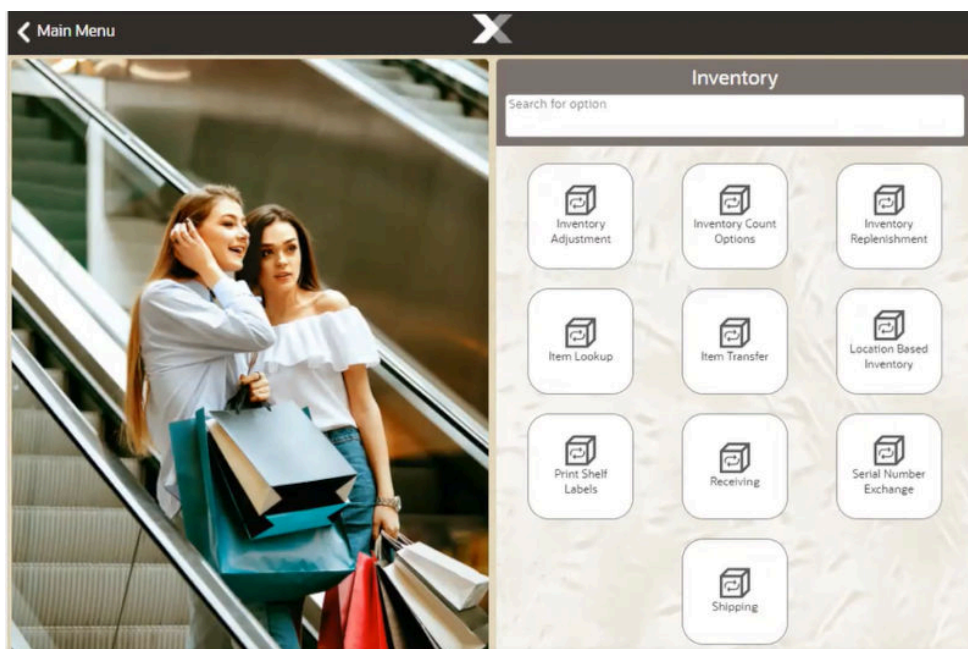 Main Menu
Inventory
Search for option
Inventory
Adjustment
Inventory Count
Options
Inventory
Replenishment
Item Lookup
Item Transfer
Location Based
Inventory
Print Shelf
Labels
Receiving
Serial Number
Exchange
Shipping